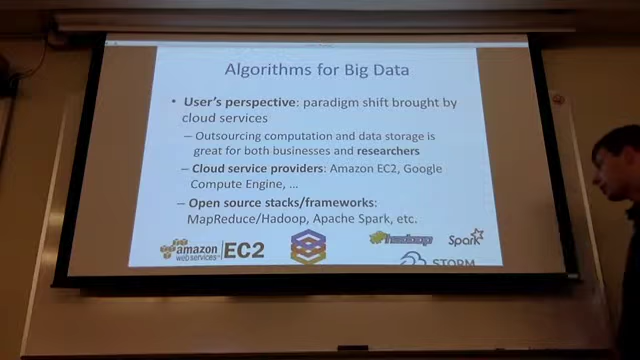 Algorithms for Big Data
• User's perspective: paradigm shift brought by
cloud services
– Outsourcing computation and data storage is
great for both businesses and researchers
– Cloud service providers: Amazon EC2, Google
Compute Engine, ...
– Open source stacks/frameworks:
MapReduce/Hadoop, Apache Spark, etc.
amazon
web services
EC2
hadoop
Spark
STORM